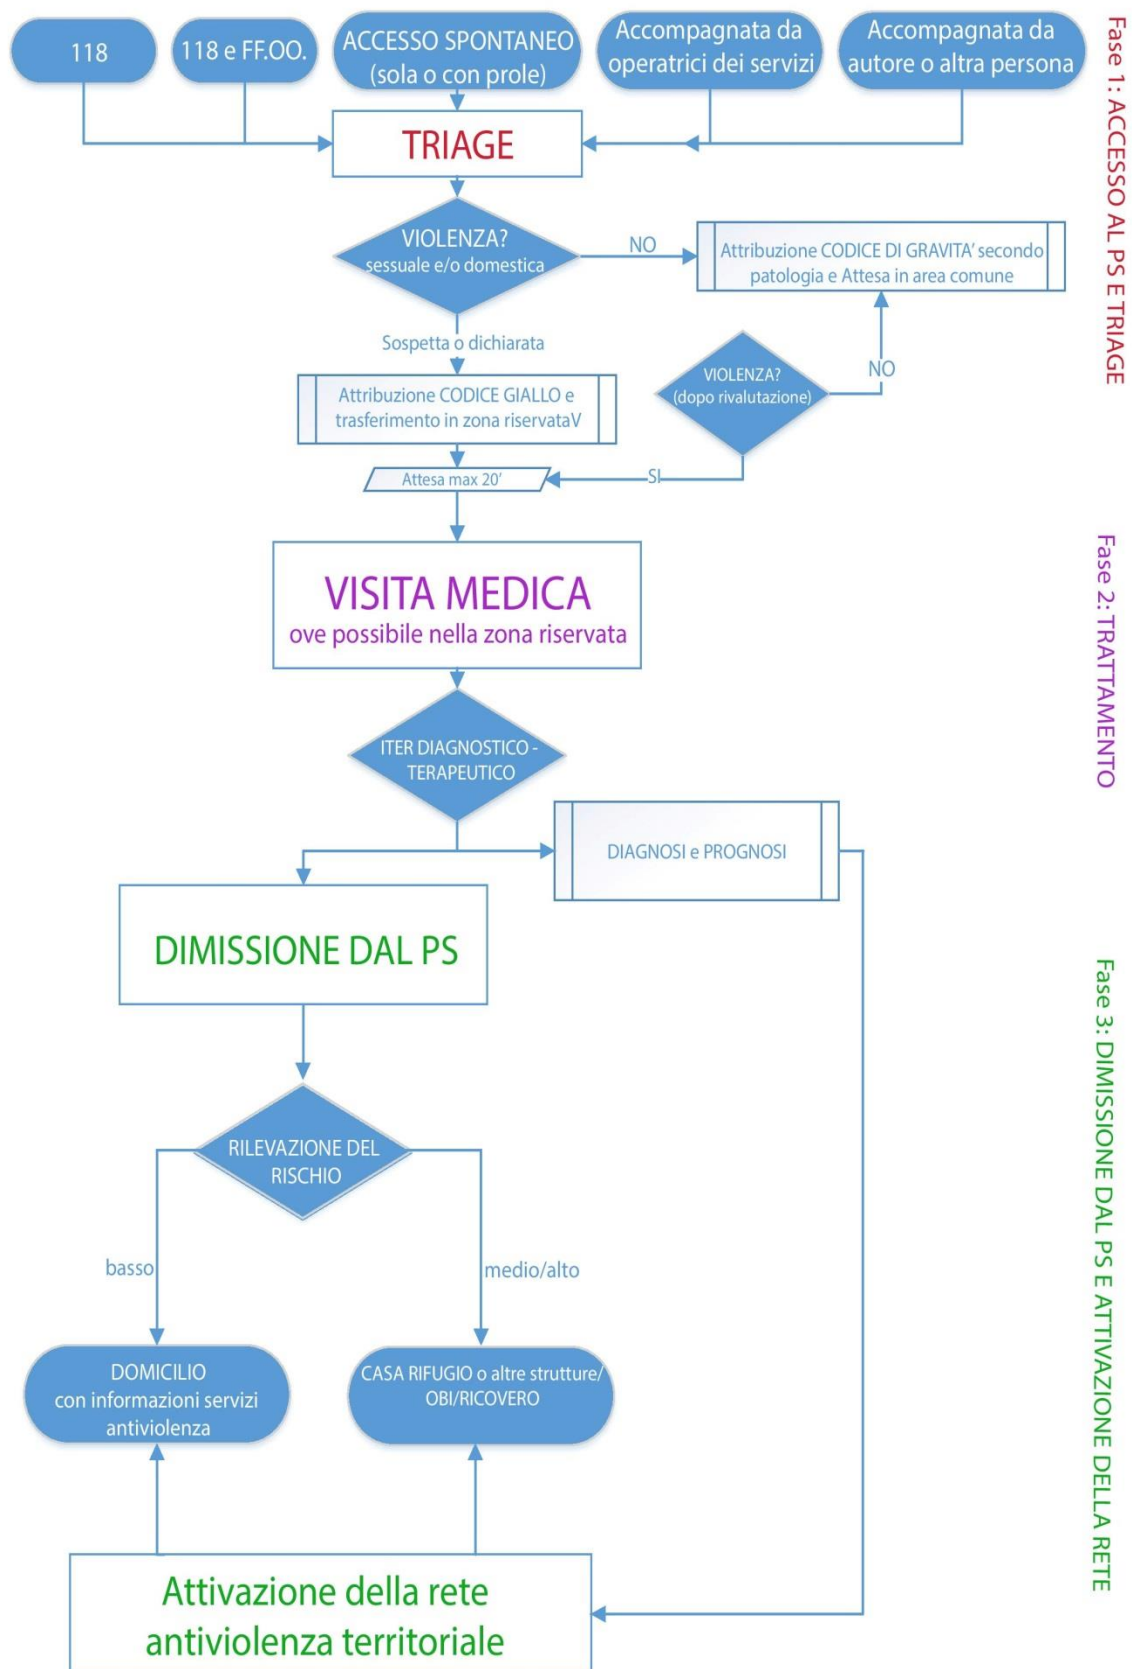 118
118 e FF.OO.
ACCESSO SPONTANEO
(sola o con prole)
Accompagnata da
operatrici dei servizi
Accompagnata da
autore o altra persona
Fase 1: ACCESSO AL PS E TRIAGE
TRIAGE
VIOLENZA?
sessuale e/o domestica
NO
Attribuzione CODICE DI GRAVITA' secondo
patologia e Attesa in area comune
Sospetta o dichiarata
VIOLENZA?
(dopo rivalutazione)
NO
Attribuzione CODICE GIALLO e
trasferimento in zona riservataV
Attesa max 20'
SI
Fase 2: TRATTAMENTO
VISITA MEDICA
ove possibile nella zona riservata
ITER DIAGNOSTICO -
TERAPEUTICO
DIAGNOSI e PROGNOSI
Fase 3: DIMISSIONE DAL PS E ATTIVAZIONE DELLA RETE
DIMISSIONE DAL PS
RILEVAZIONE DEL
RISCHIO
basso
medio/alto
DOMICILIO
con informazioni servizi
antiviolenza
CASA RIFUGIO o altre strutture/
OBI/RICOVERO
Attivazione della rete
antiviolenza territoriale